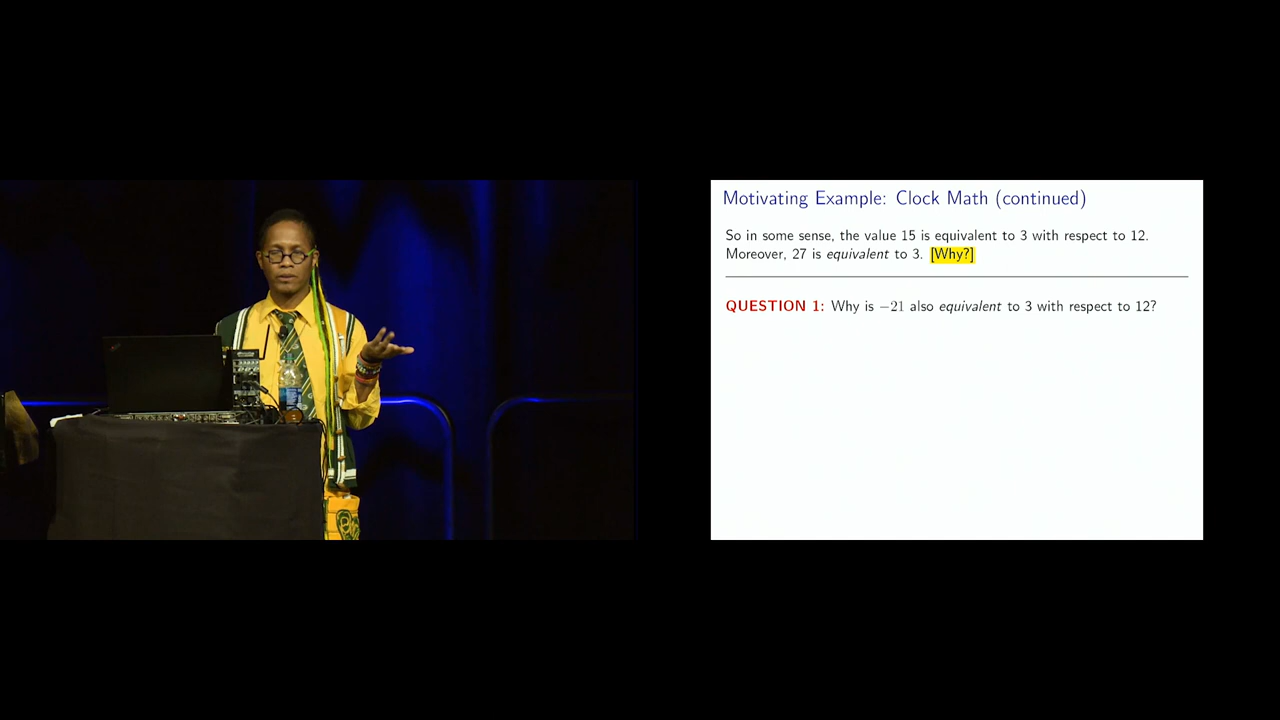 Motivating Example: Clock Math (continued)
So in some sense, the value 15 is equivalent to 3 with respect to 12.
Moreover, 27 is equivalent to 3. [Why?]
QUESTION 1: Why is −21 also equivalent to 3 with respect to 12?